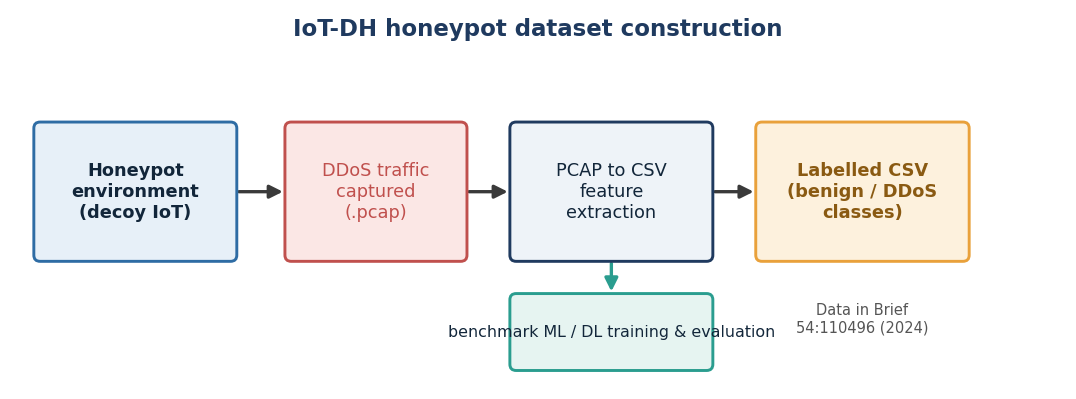 IoT-DH honeypot dataset construction
Honeypot
environment
(decoy IoT)
DDoS traffic
captured
(.pcap)
PCAP to CSV
feature
extraction
Labelled CSV
(benign / DDoS
classes)
benchmark ML / DL training & evaluation
Data in Brief
54:110496 (2024)